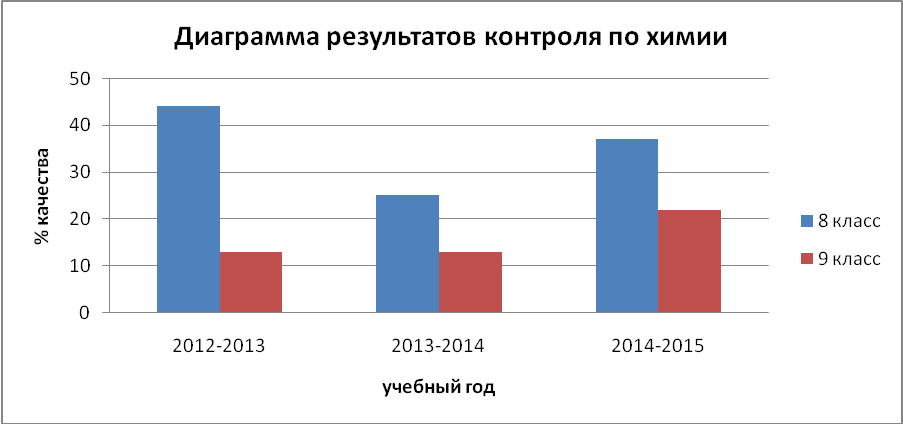 Диаграмма результатов контроля по химии
50
40
30
20
10
0
% качества
2012-2013
2013-2014
2014-2015
учебный год
8 класс
9 класс